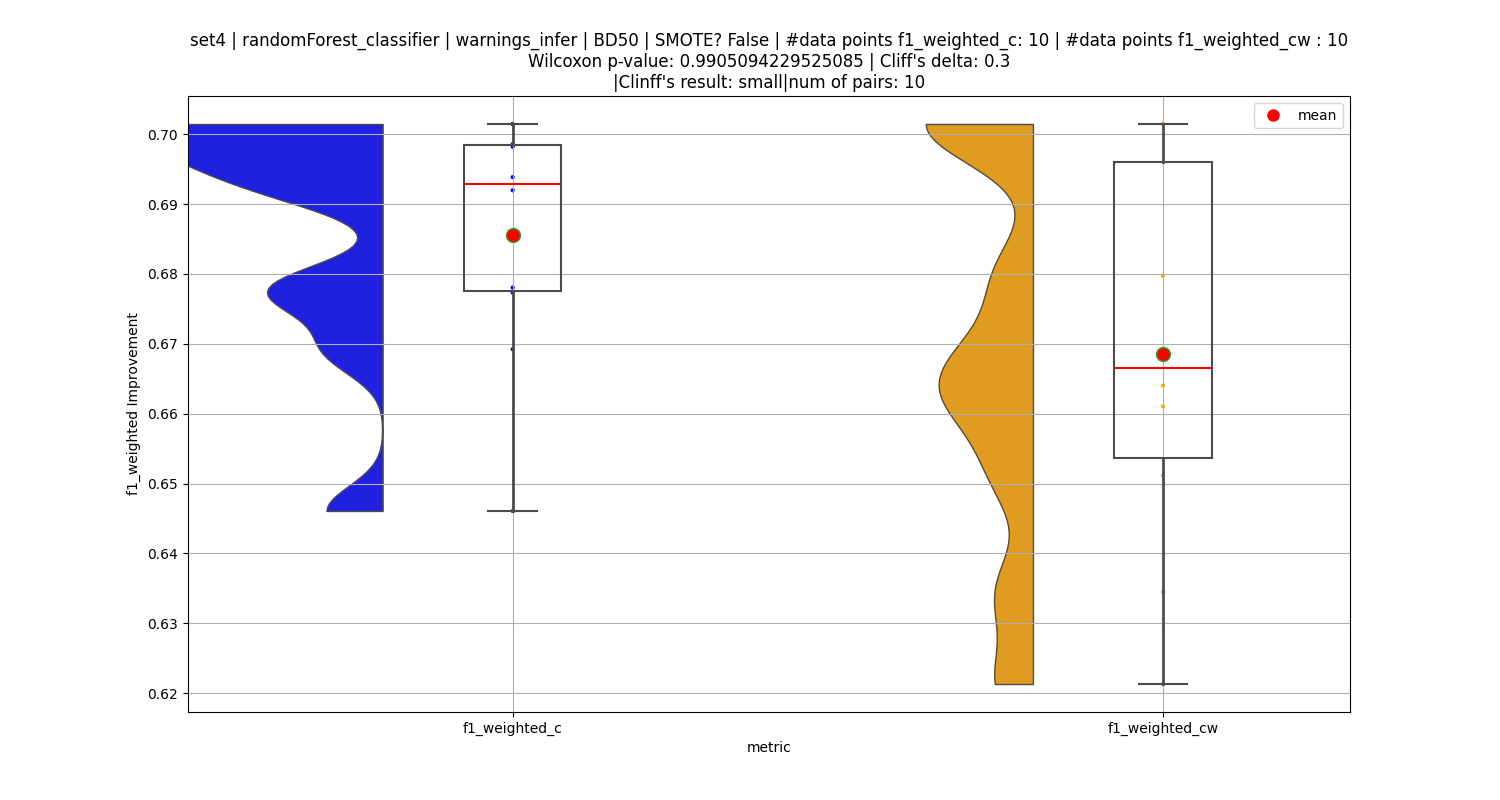 set4 | randomForest_classifier | warnings_infer | BD50 | SMOTE? False | #data points f1_weighted_c: 10 | #data points f1_weighted_cw : 10
Wilcoxon p-value: 0.9905094229525085 | Cliff's delta: 0.3
|Clinff's result: small|num of pairs: 10
mean
0.70
0.69
0.68
0.67
0.66
0.65
0.64
0.63
0.62
f1_weighted Improvement
f1_weighted_c
f1_weighted_cw
metric